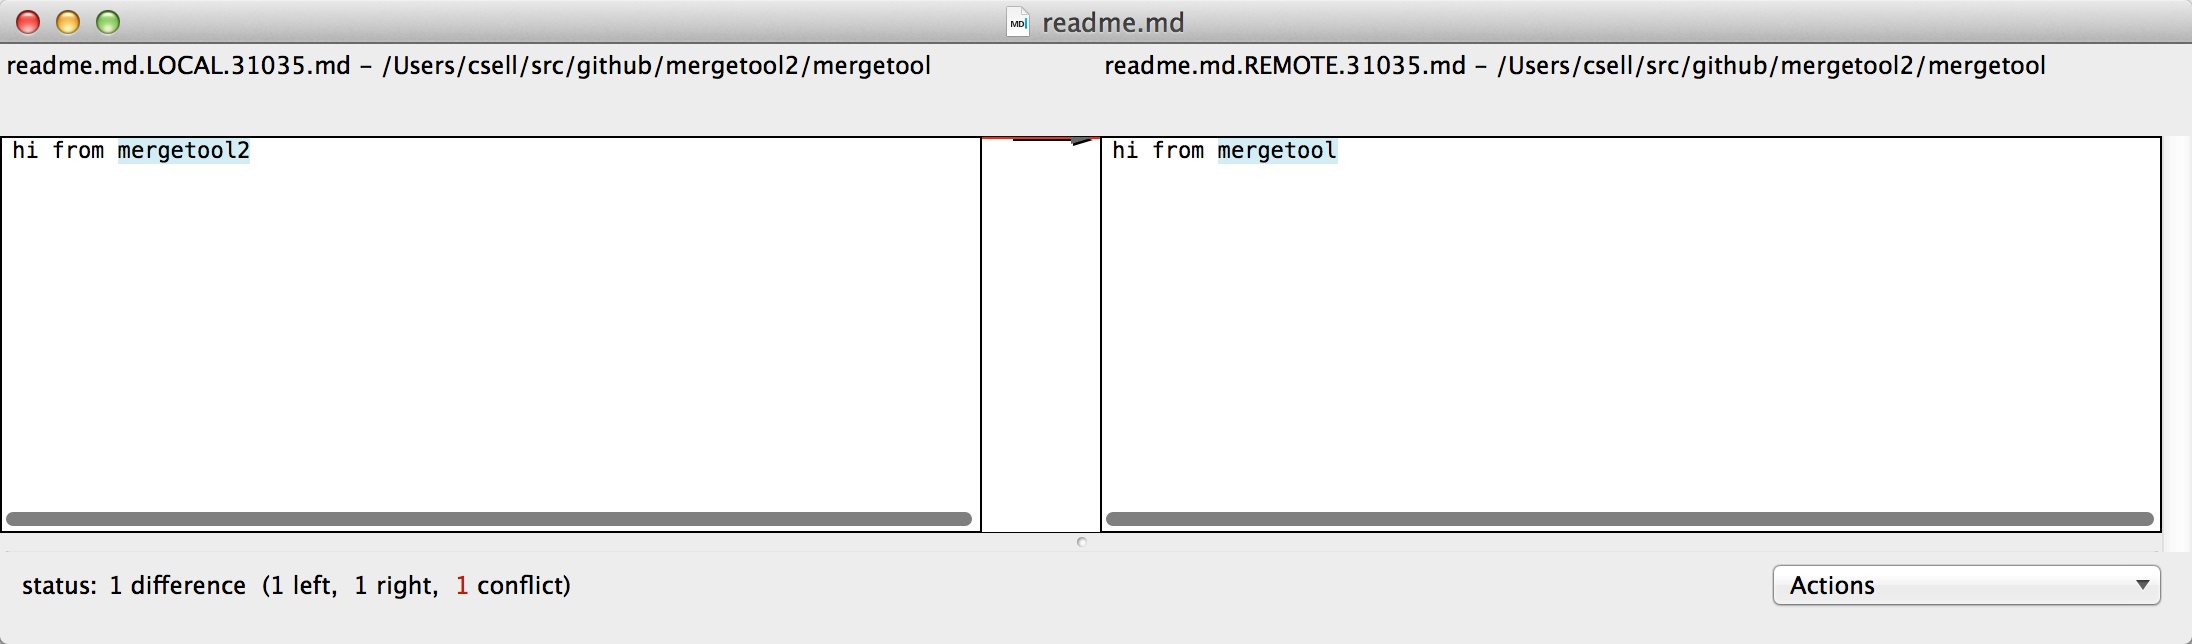 MD
readme.md
readme.md.LOCAL.31035.md – /Users/csell/src/github/mergetool2/mergetool
readme.md.REMOTE.31035.md – /Users/csell/src/github/mergetool2/mergetool
hi from mergetool2
hi from mergetool
status: 1 difference (1 left, 1 right, 1 conflict)
Actions